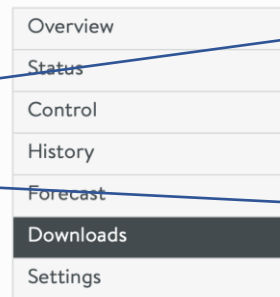 Overview
Status
Control
History
Forecast
Downloads
Settings